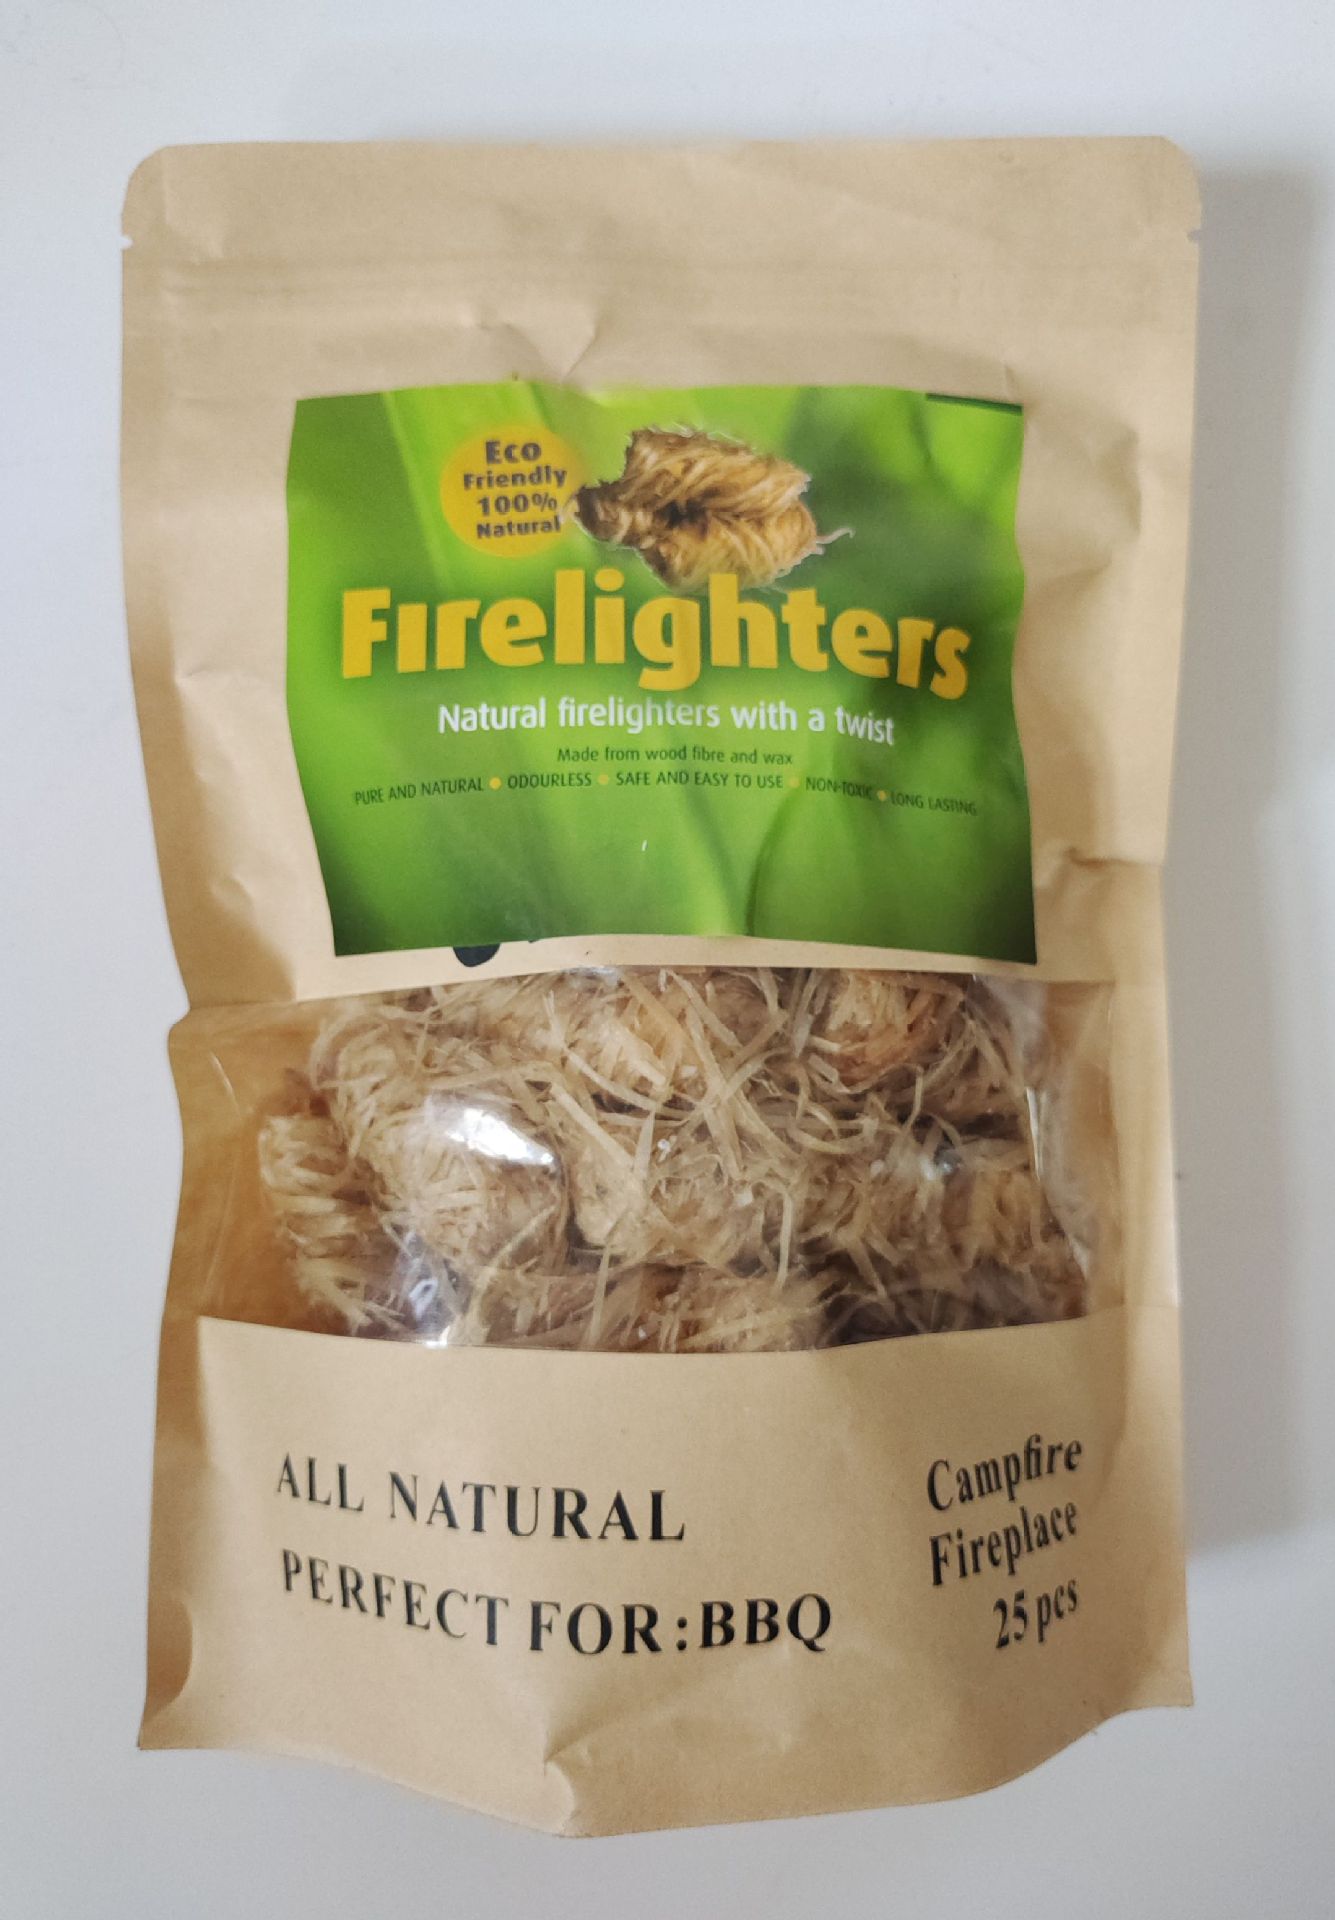 Eco
Friendly
100%
Natural
Firelighters
Natural firelighters with a twist
Made from wood fibre and wax
PURE AND NATURAL • ODOURLESS • SAFE AND EASY TO USE • NON-TOXIC • LONG LASTING
ALL NATURAL
PERFECT FOR:BBQ
Campfire
Fireplace
25 pcs